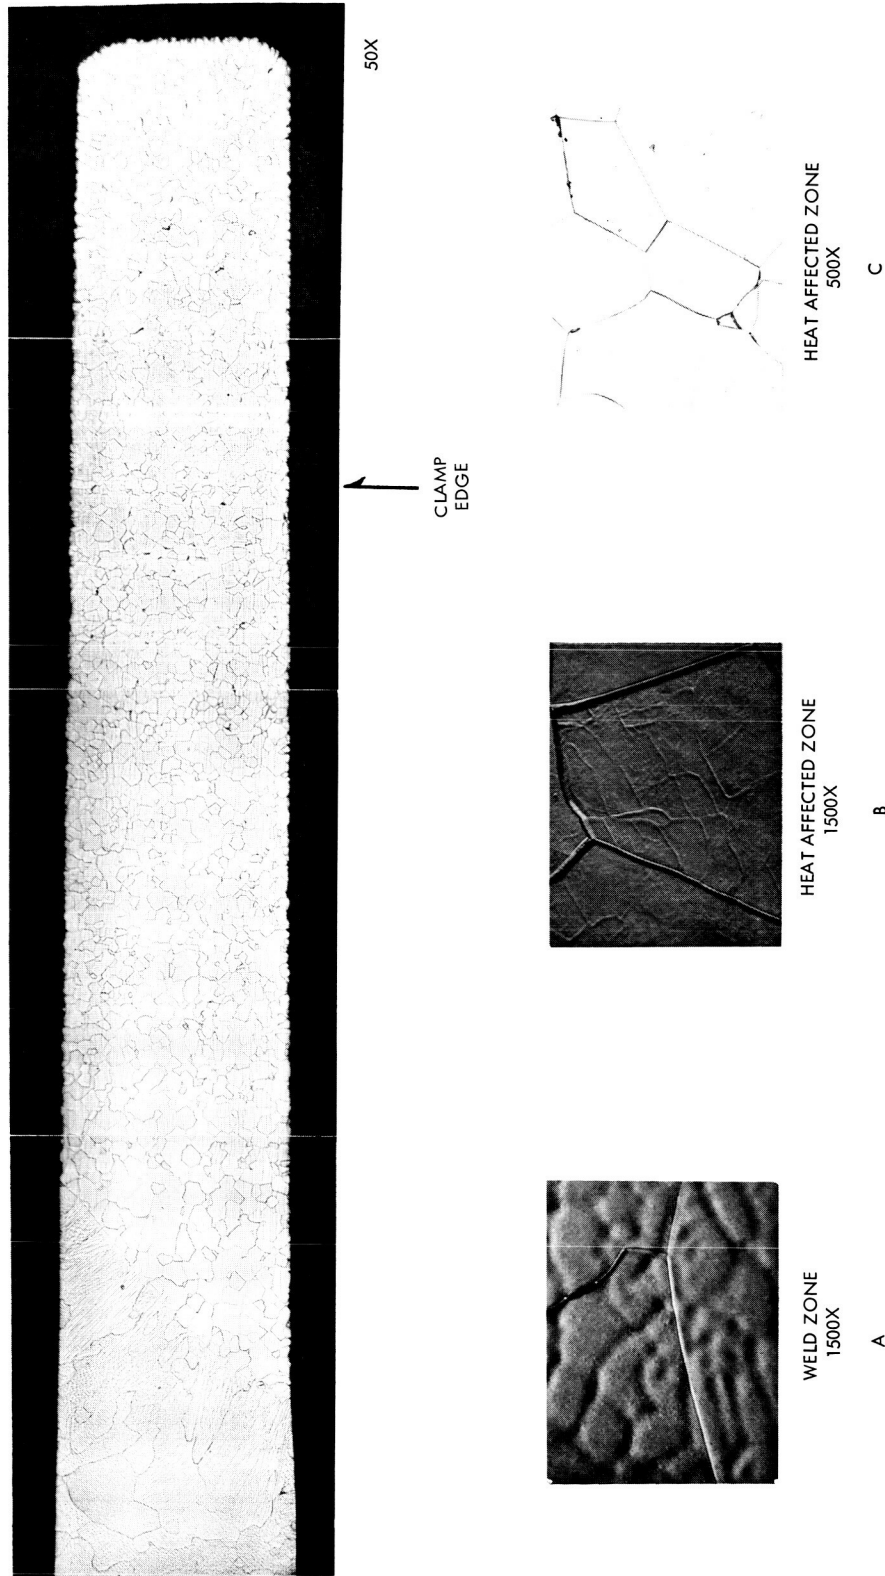 50X
CLAMP
EDGE
WELD ZONE
1500X
A
HEAT AFFECTED ZONE
1500X
B
HEAT AFFECTED ZONE
500X
C